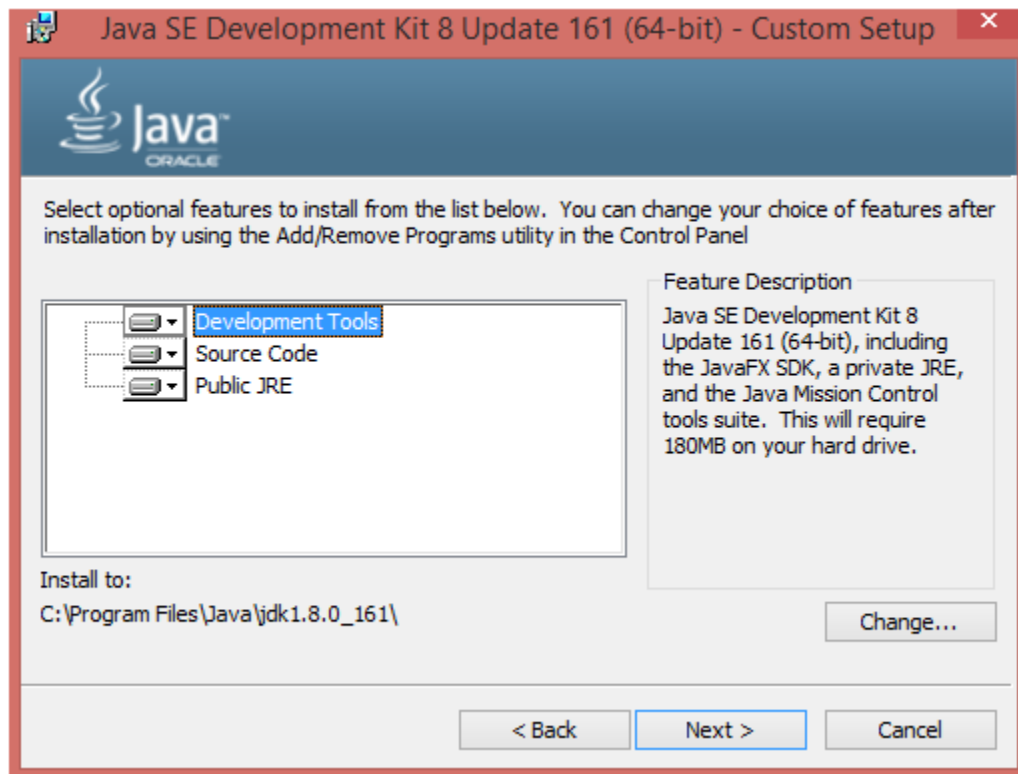 Java SE Development Kit 8 Update 161 (64-bit) - Custom Setup
Java™
ORACLE
Select optional features to install from the list below.  You can change your choice of features after
installation by using the Add/Remove Programs utility in the Control Panel
Development Tools
Source Code
Public JRE
Feature Description
Java SE Development Kit 8
Update 161 (64-bit), including
the JavaFX SDK, a private JRE,
and the Java Mission Control
tools suite.  This will require
180MB on your hard drive.
Install to:
C:\Program Files\Java\jdk1.8.0_161\
Change...
< Back
Next >
Cancel